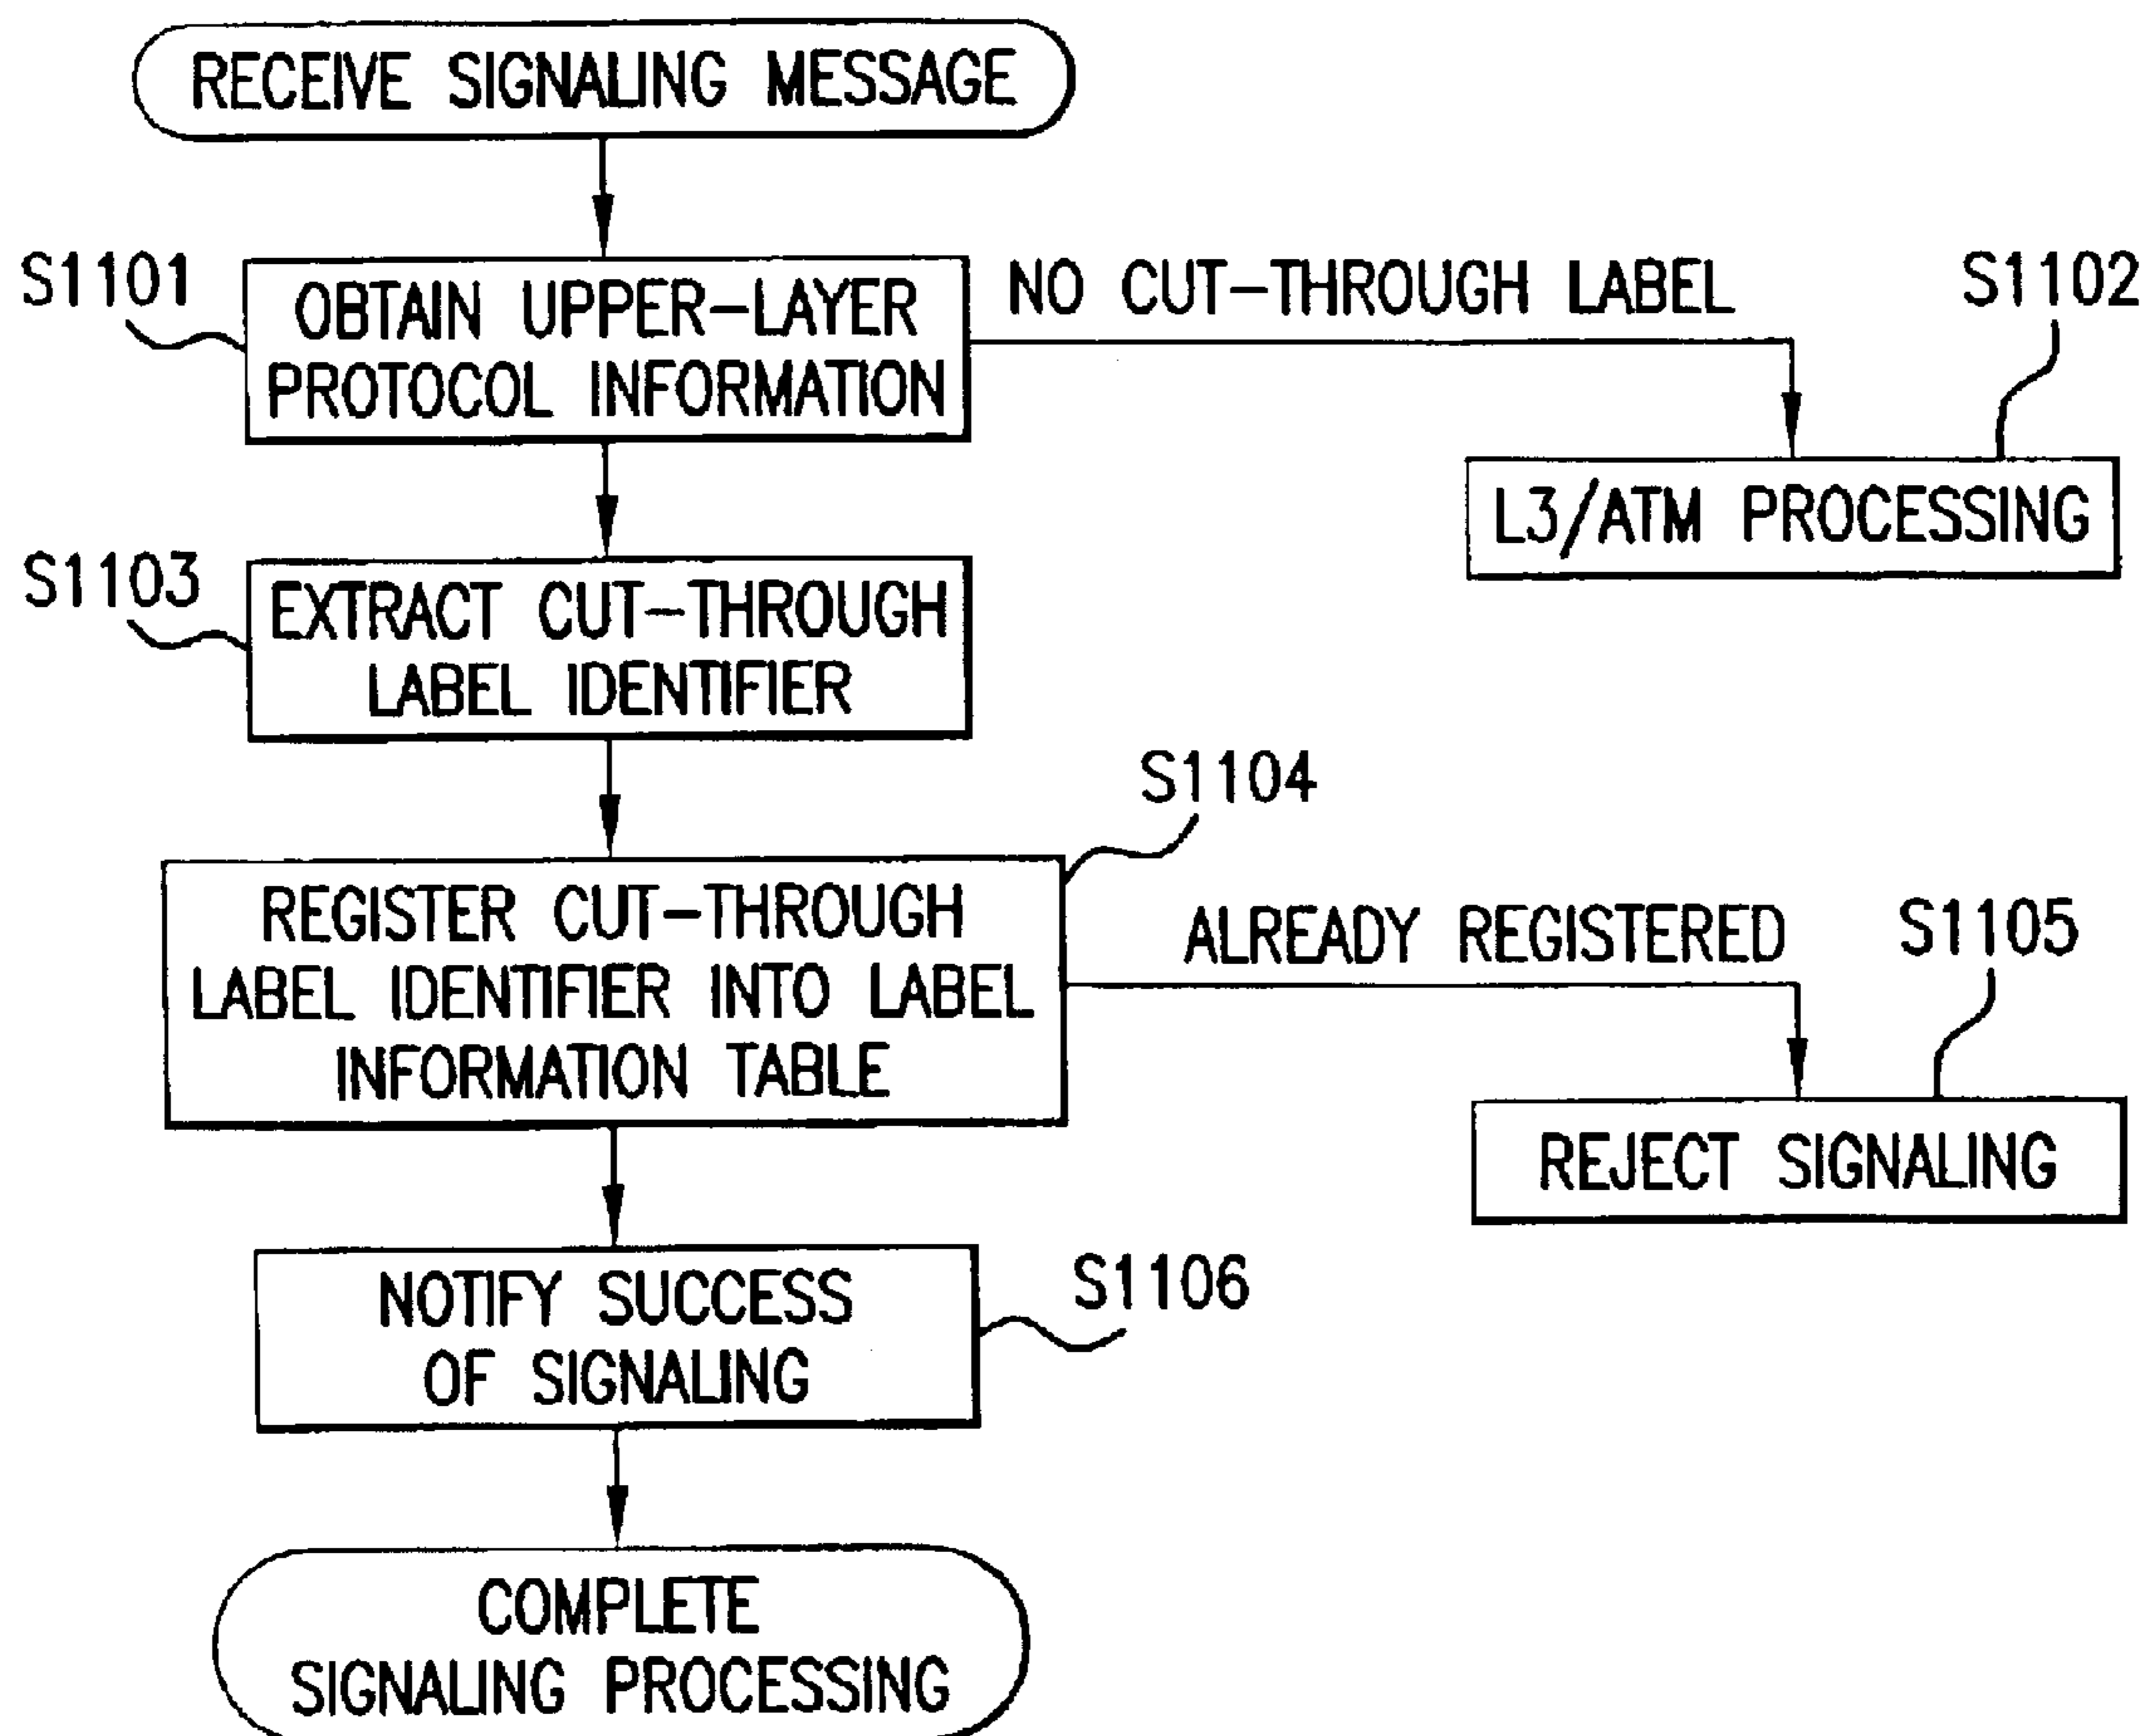 RECEIVE SIGNALING MESSAGE
S1101
OBTAIN UPPER-LAYER
PROTOCOL INFORMATION
NO CUT-THROUGH LABEL
S1102
L3/ATM PROCESSING
S1103
EXTRACT CUT-THROUGH
LABEL IDENTIFIER
S1104
REGISTER CUT-THROUGH
LABEL IDENTIFIER INTO LABEL
INFORMATION TABLE
ALREADY REGISTERED
S1105
REJECT SIGNALING
NOTIFY SUCCESS
OF SIGNALING
S1106
COMPLETE
SIGNALING PROCESSING